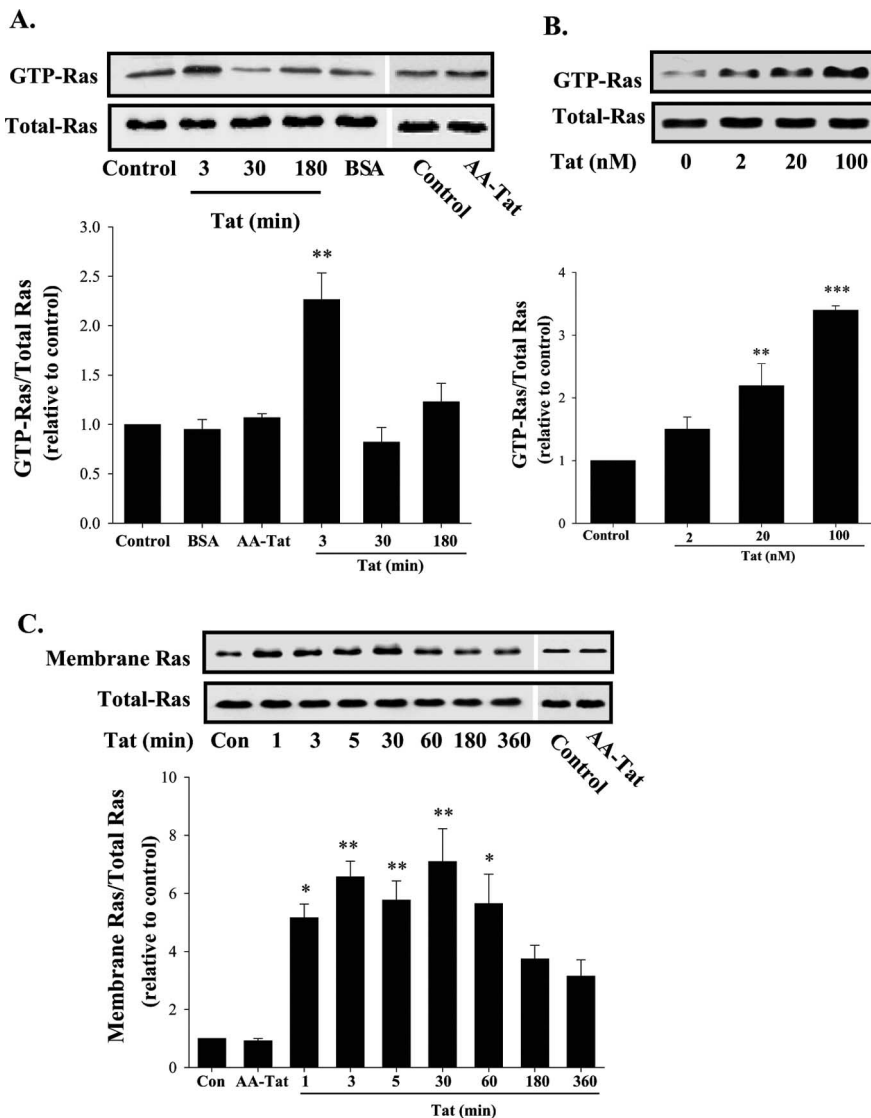 A.
GTP-Ras
Total-Ras
Control 3 30 180 BSA Control AA-Tat
Tat (min)
GTP-Ras/Total Ras
(relative to control)
3.0
2.5
2.0
1.5
1.0
0.5
0.0
**
Control BSA AA-Tat 3 30 180
Tat (min)
B.
GTP-Ras
Total-Ras
Tat (nM) 0 2 20 100
GTP-Ras/Total Ras
(relative to control)
4
3
2
1
0
** ***
Control 2 20 100
Tat (nM)
C.
Membrane Ras
Total-Ras
Tat (min) Con 1 3 5 30 60 180 360 Control AA-Tat
Membrane Ras/Total Ras
(relative to control)
10
8
6
4
2
0
* ** ** ** *
Con AA-Tat 1 3 5 30 60 180 360
Tat (min)